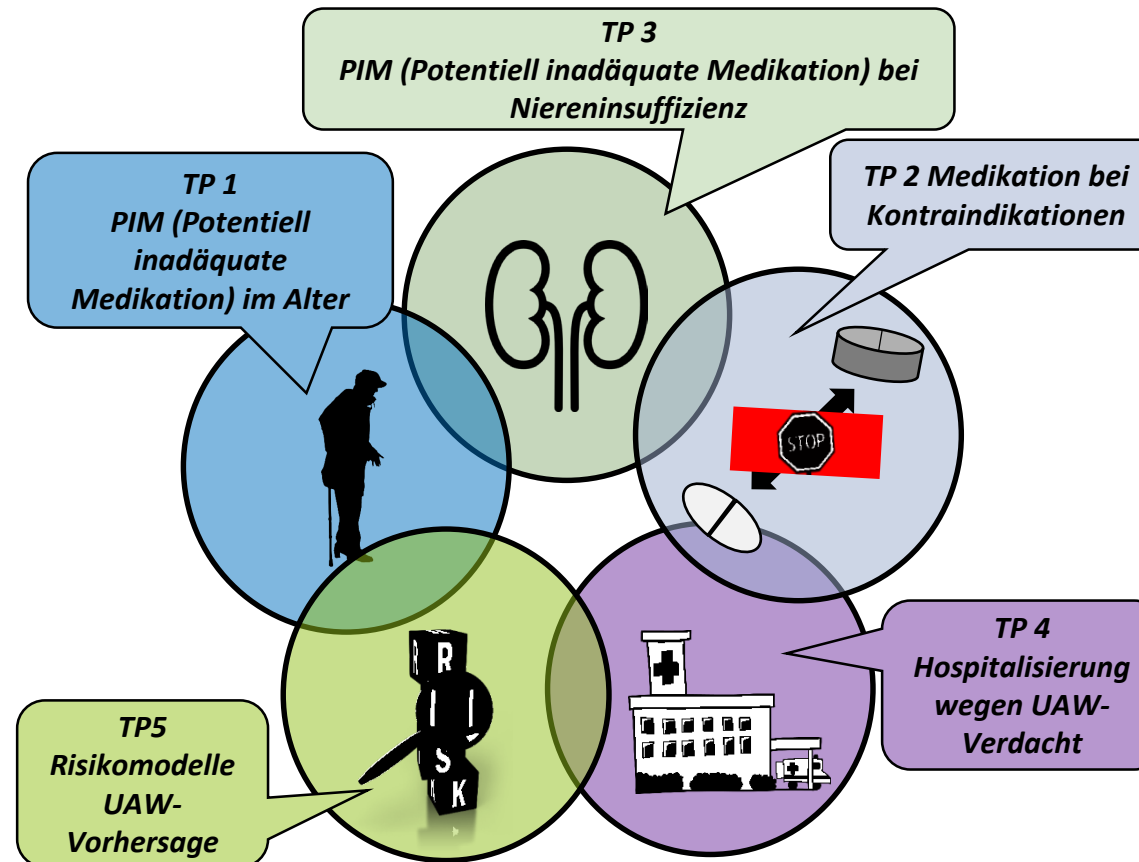 TP 3
PIM (Potentiell inadäquate Medikation) bei
Niereninsuffizienz
TP 1
PIM (Potentiell
inadäquate
Medikation) im Alter
TP 2 Medikation bei
Kontraindikationen
STOP
TP 4
Hospitalisierung
wegen UAW-
Verdacht
TP5
Risikomodelle
UAW-
Vorhersage
R
I
S
K